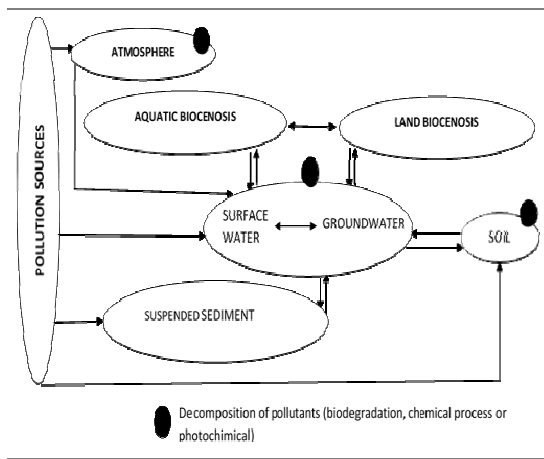 POLLUTION SOURCES
ATMOSPHERE
AQUATIC BIOCENOSIS
LAND BIOCENOSIS
SURFACE
WATER
GROUNDWATER
SOIL
SUSPENDED SEDIMENT
Decomposition of pollutants (biodegradation, chemical process or
photochimical)